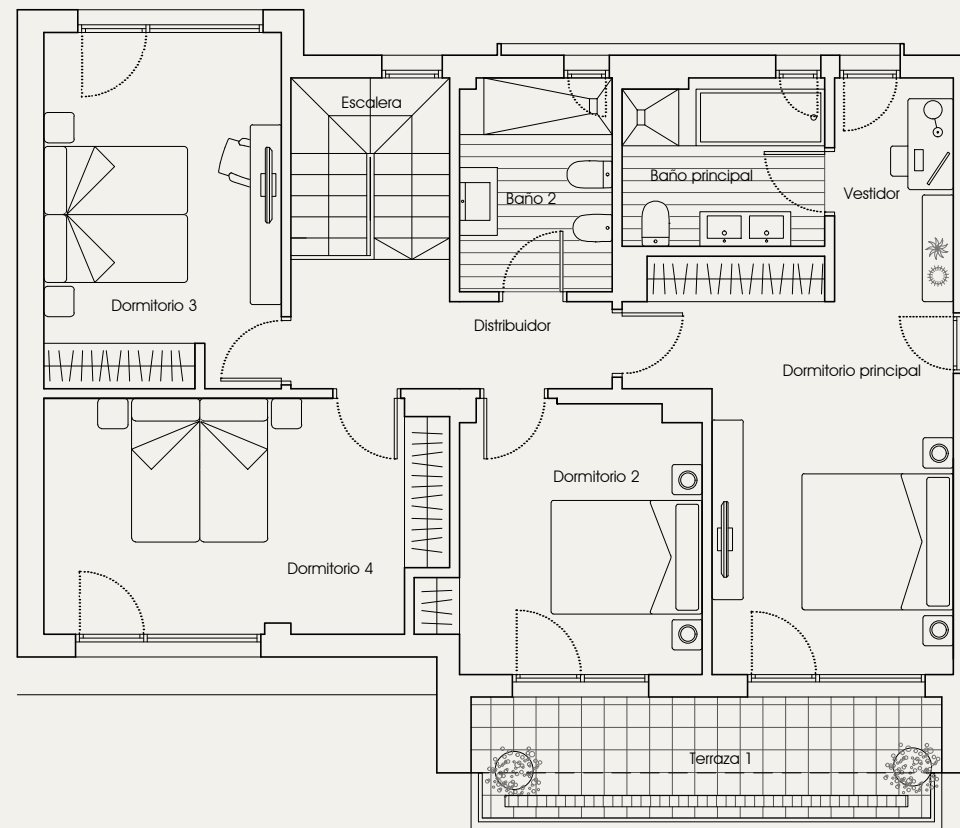 Escalera
Baño principal
Vestidor
Baño 2
Dormitorio 3
Distribuidor
Dormitorio principal
Dormitorio 2
Dormitorio 4
Terraza 1